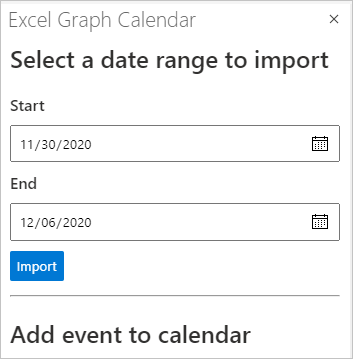 Excel Graph Calendar
Select a date range to import
Start
11/30/2020
End
12/06/2020
Import
Add event to calendar